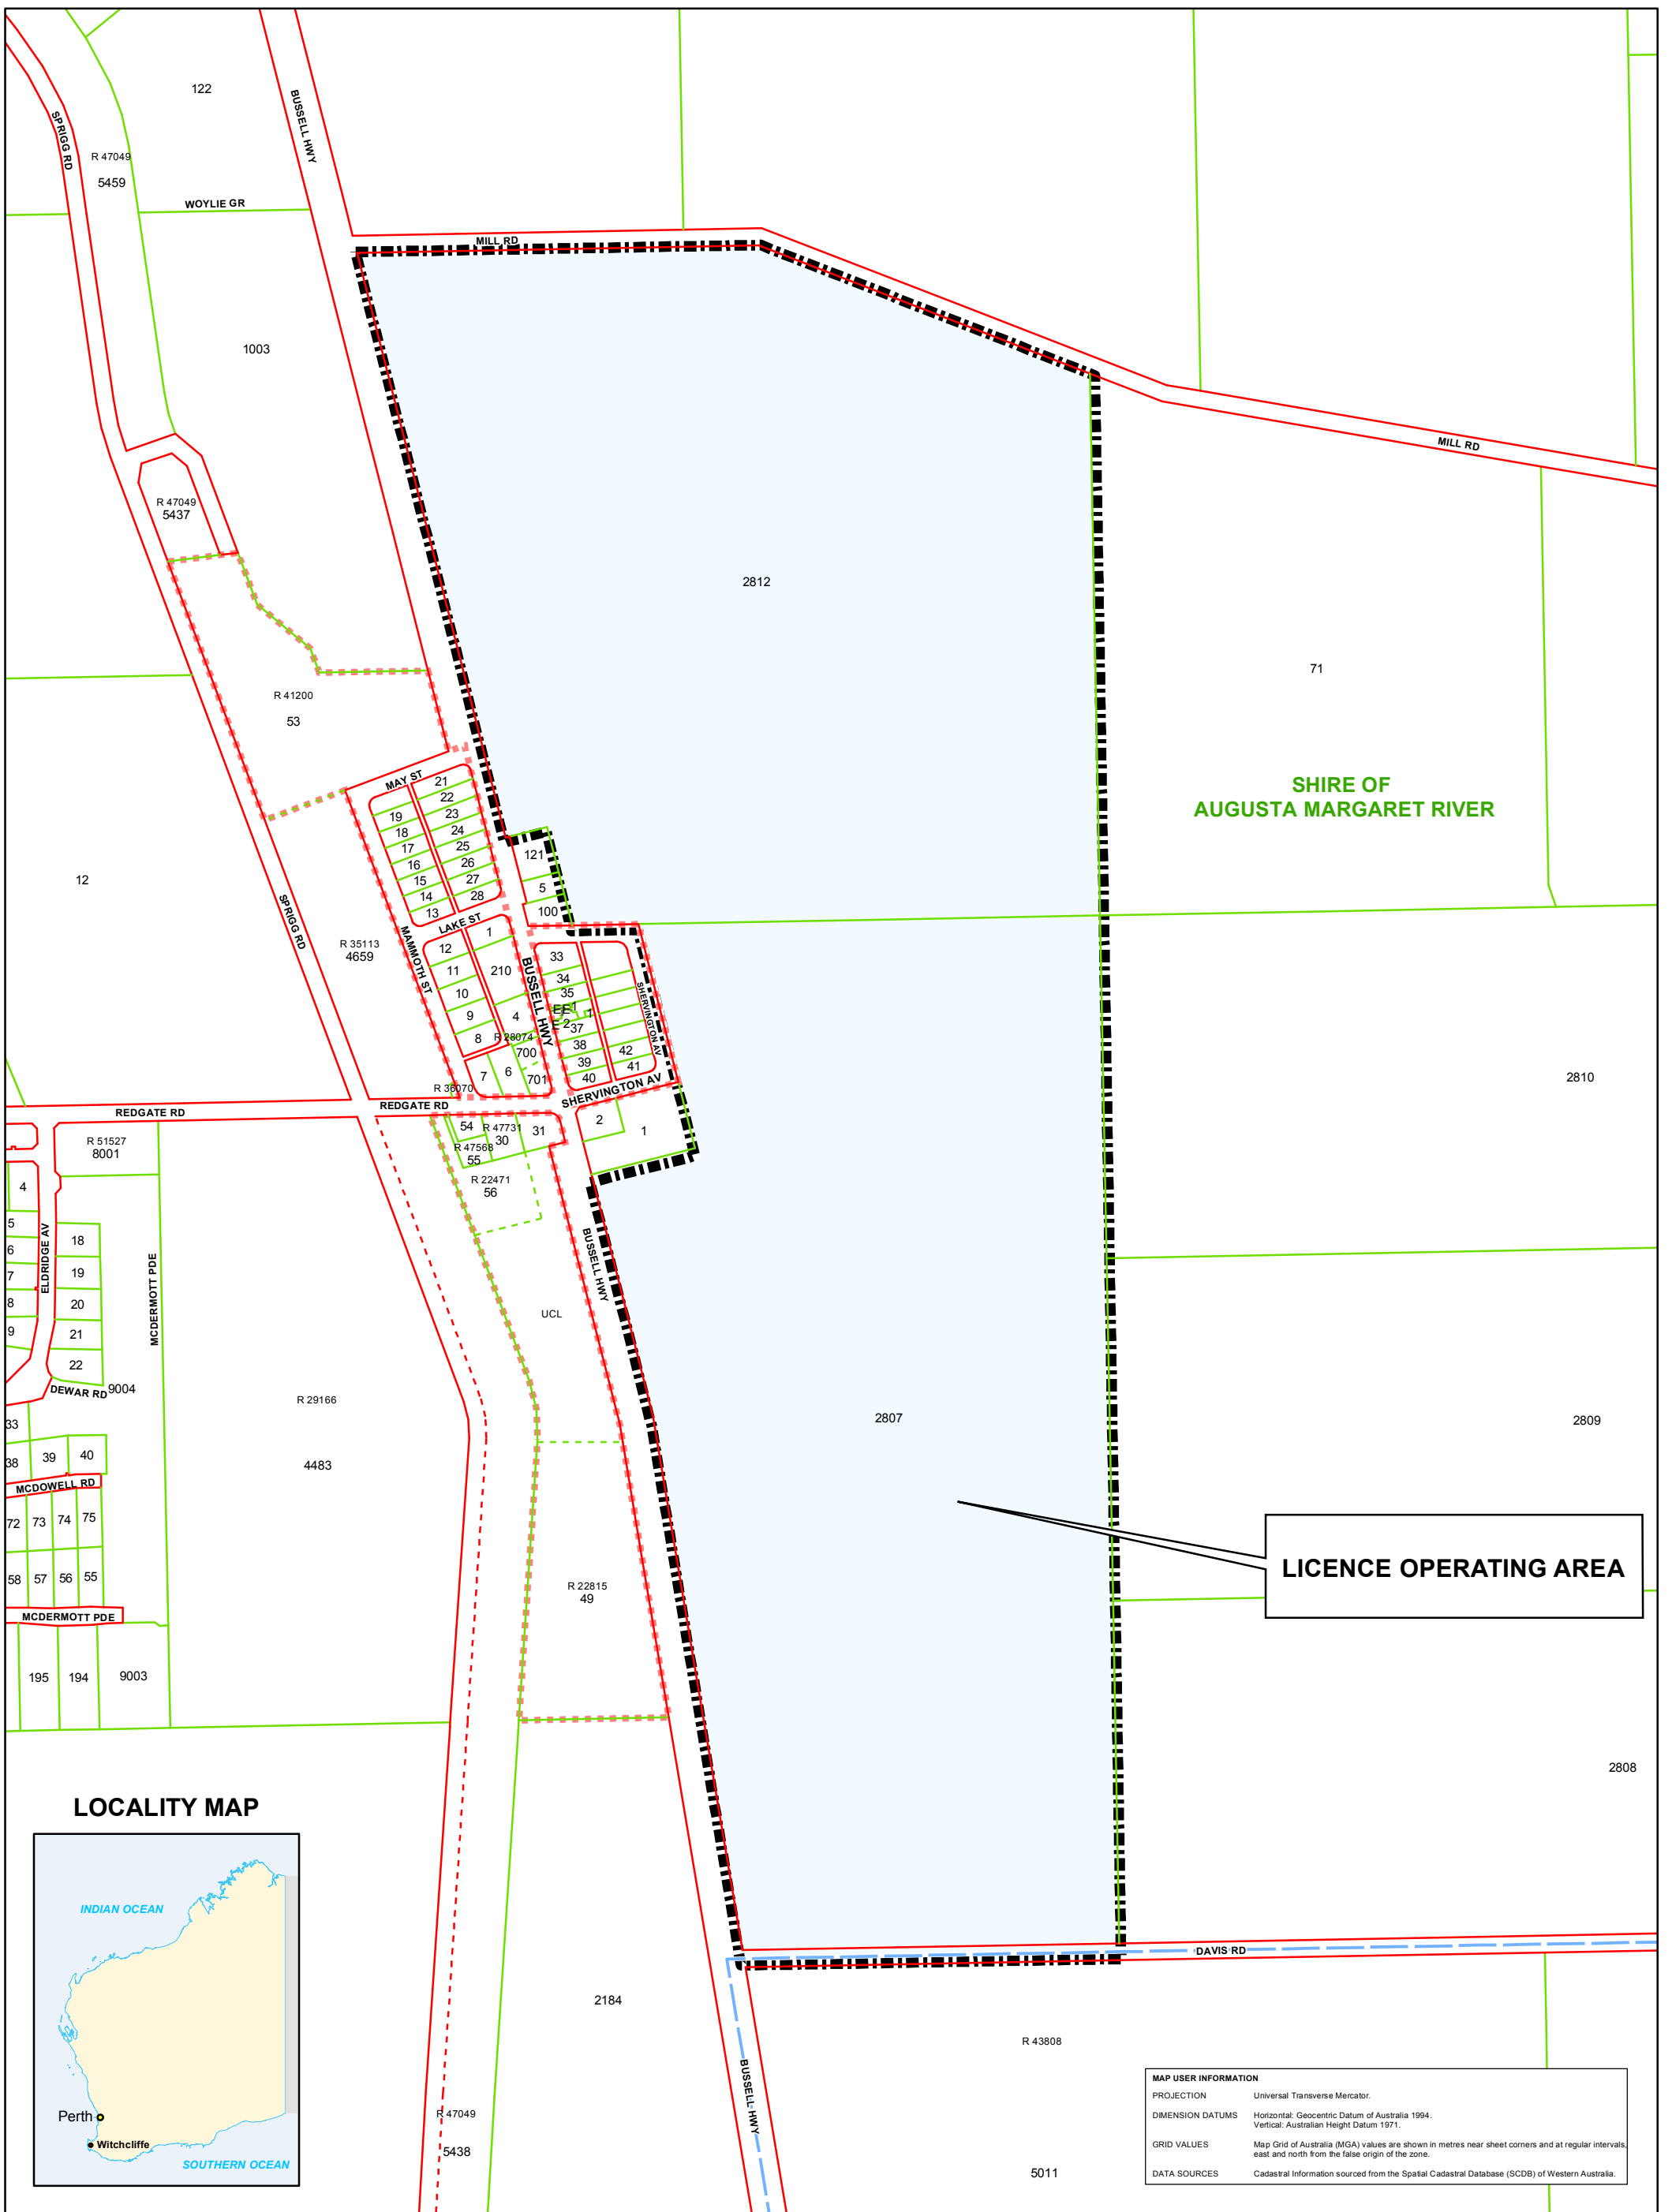 122
BUSSELL HWY
SPRIGG RD
R 47049
5459
WOYLIE GR
MILL RD
1003
MILL RD
R 47049
5437
2812
71
R 41200
53
SHIRE OF
AUGUSTA MARGARET RIVER
MAY ST
21
22
23
24
25
26
27
28
19
18
17
16
15
14
13
121
5
100
12
SPRIGG RD
LAKE ST
MAMMOTH ST
R 35113
4659
12
11
10
9
8
1
210
4
R 28074
700
701
7
6
BUSSELL HWY
33
34
35
EE1
1
E 2
37
38
39
40
42
41
SHERVINGTON AV
SHERVINGTON AV
2810
R 36070
REDGATE RD
REDGATE RD
54
R 47731
30
31
R 47568
55
2
1
R 51527
8001
R 22471
56
4
5
6
7
8
9
ELDRIDGE AV
18
19
20
21
22
MCDERMOTT PDE
BUSSELL HWY
UCL
DEWAR RD
9004
R 29166
4483
2807
2809
33
38
39
40
MCDOWELL RD
72
73
74
75
58
57
56
55
MCDERMOTT PDE
195
194
9003
R 22815
49
LICENCE OPERATING AREA
2808
LOCALITY MAP
INDIAN OCEAN
Perth
Witchcliffe
SOUTHERN OCEAN
DAVIS RD
2184
R 43808
BUSSELL HWY
R 47049
5438
5011
MAP USER INFORMATION
PROJECTION Universal Transverse Mercator.
DIMENSION DATUMS Horizontal: Geocentric Datum of Australia 1994.
Vertical: Australian Height Datum 1971.
GRID VALUES Map Grid of Australia (MGA) values are shown in metres near sheet corners and at regular intervals,
east and north from the false origin of the zone.
DATA SOURCES Cadastral Information sourced from the Spatial Cadastral Database (SCDB) of Western Australia.